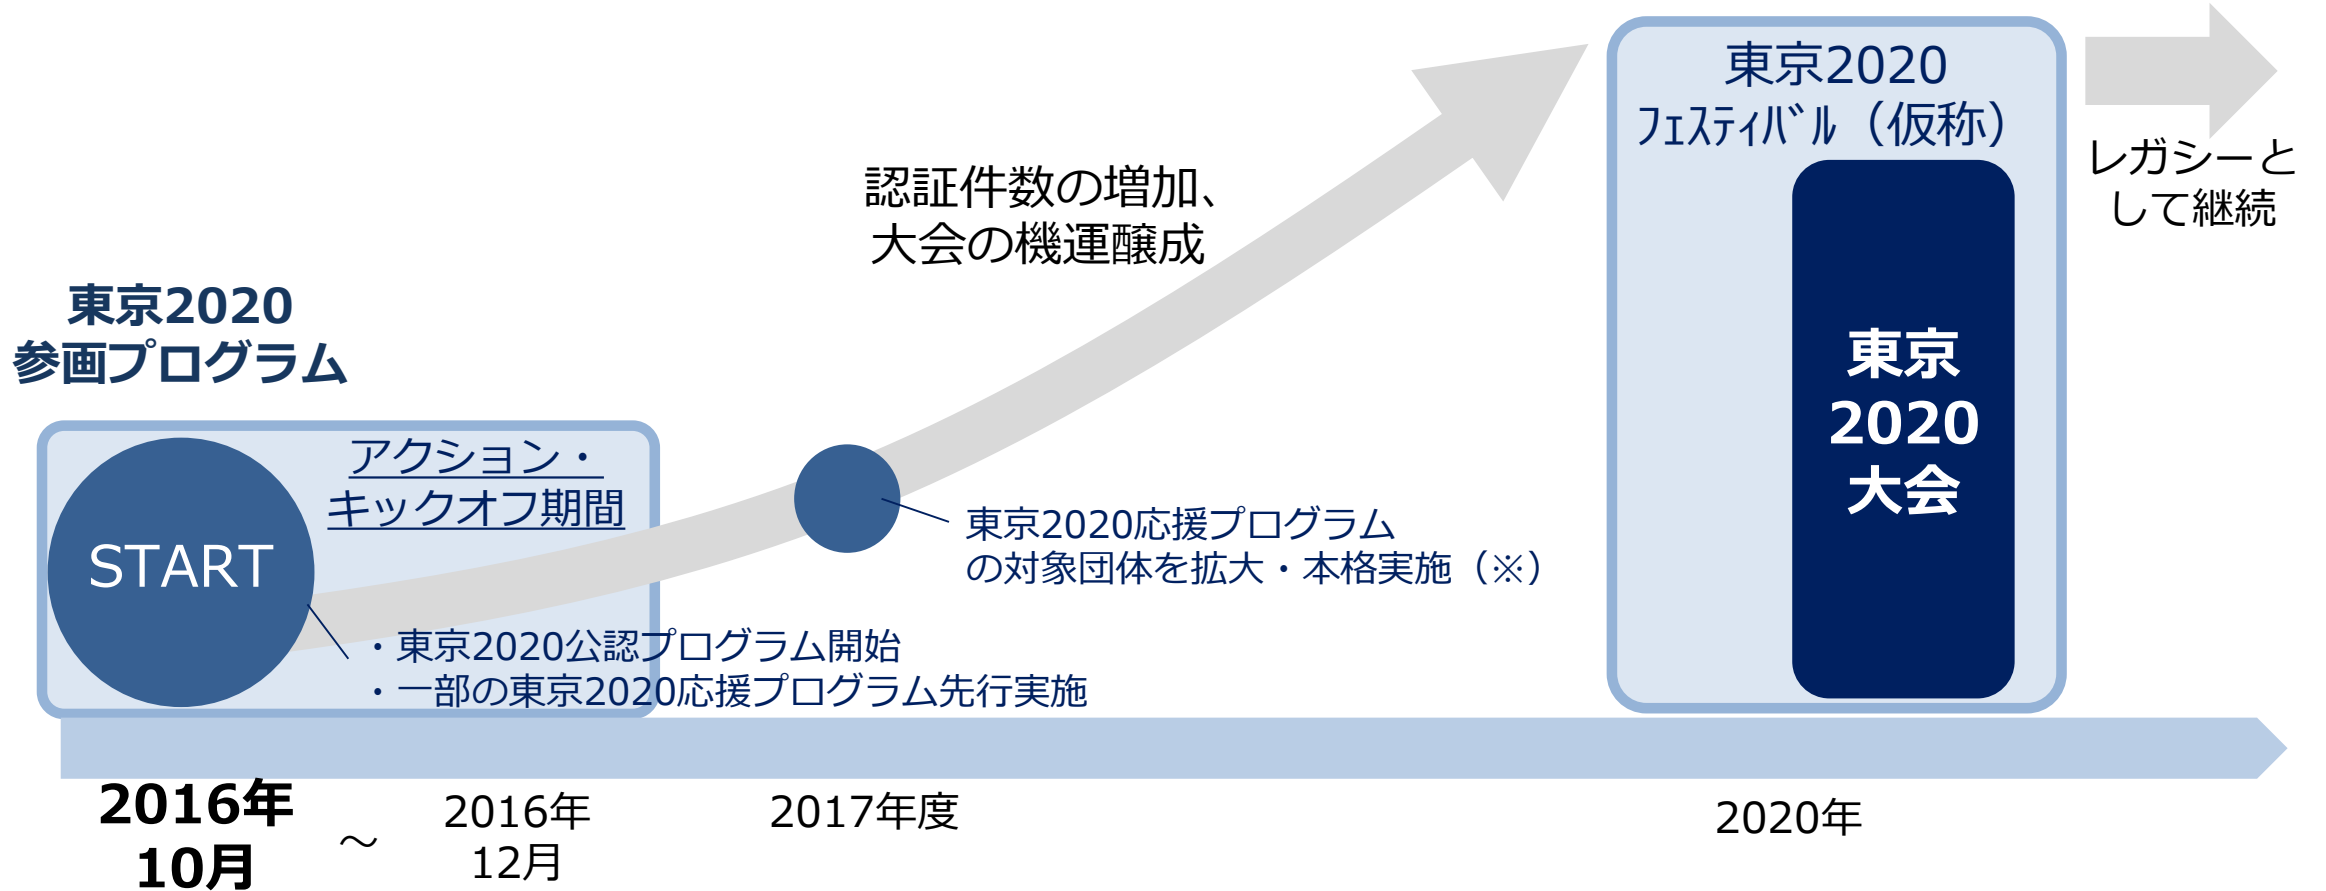 東京2020
参画プログラム
START
アクション・
キックオフ期間
・東京2020公認プログラム開始
・一部の東京2020応援プログラム先行実施
認証件数の増加、
大会の機運醸成
東京2020応援プログラム
の対象団体を拡大・本格実施（※）
東京2020
ﾌｪｽﾃｨﾊﾞﾙ（仮称）
東京
2020
大会
レガシーと
して継続
2016年
10月
～
2016年
12月
2017年度
2020年